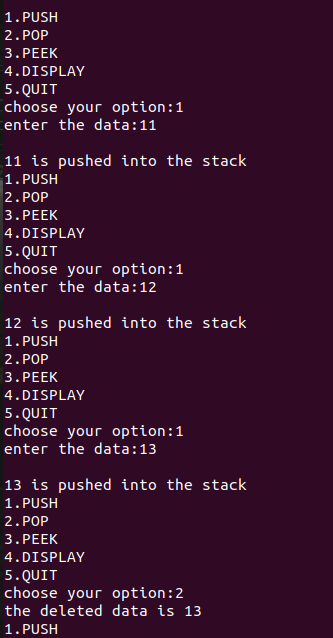 1.PUSH
2.POP
3.PEEK
4.DISPLAY
5.QUIT
choose your option:1
enter the data:11
11 is pushed into the stack
1.PUSH
2.POP
3.PEEK
4.DISPLAY
5.QUIT
choose your option:1
enter the data:12
12 is pushed into the stack
1.PUSH
2.POP
3.PEEK
4.DISPLAY
5.QUIT
choose your option:1
enter the data:13
13 is pushed into the stack
1.PUSH
2.POP
3.PEEK
4.DISPLAY
5.QUIT
choose your option:2
the deleted data is 13
1.PUSH